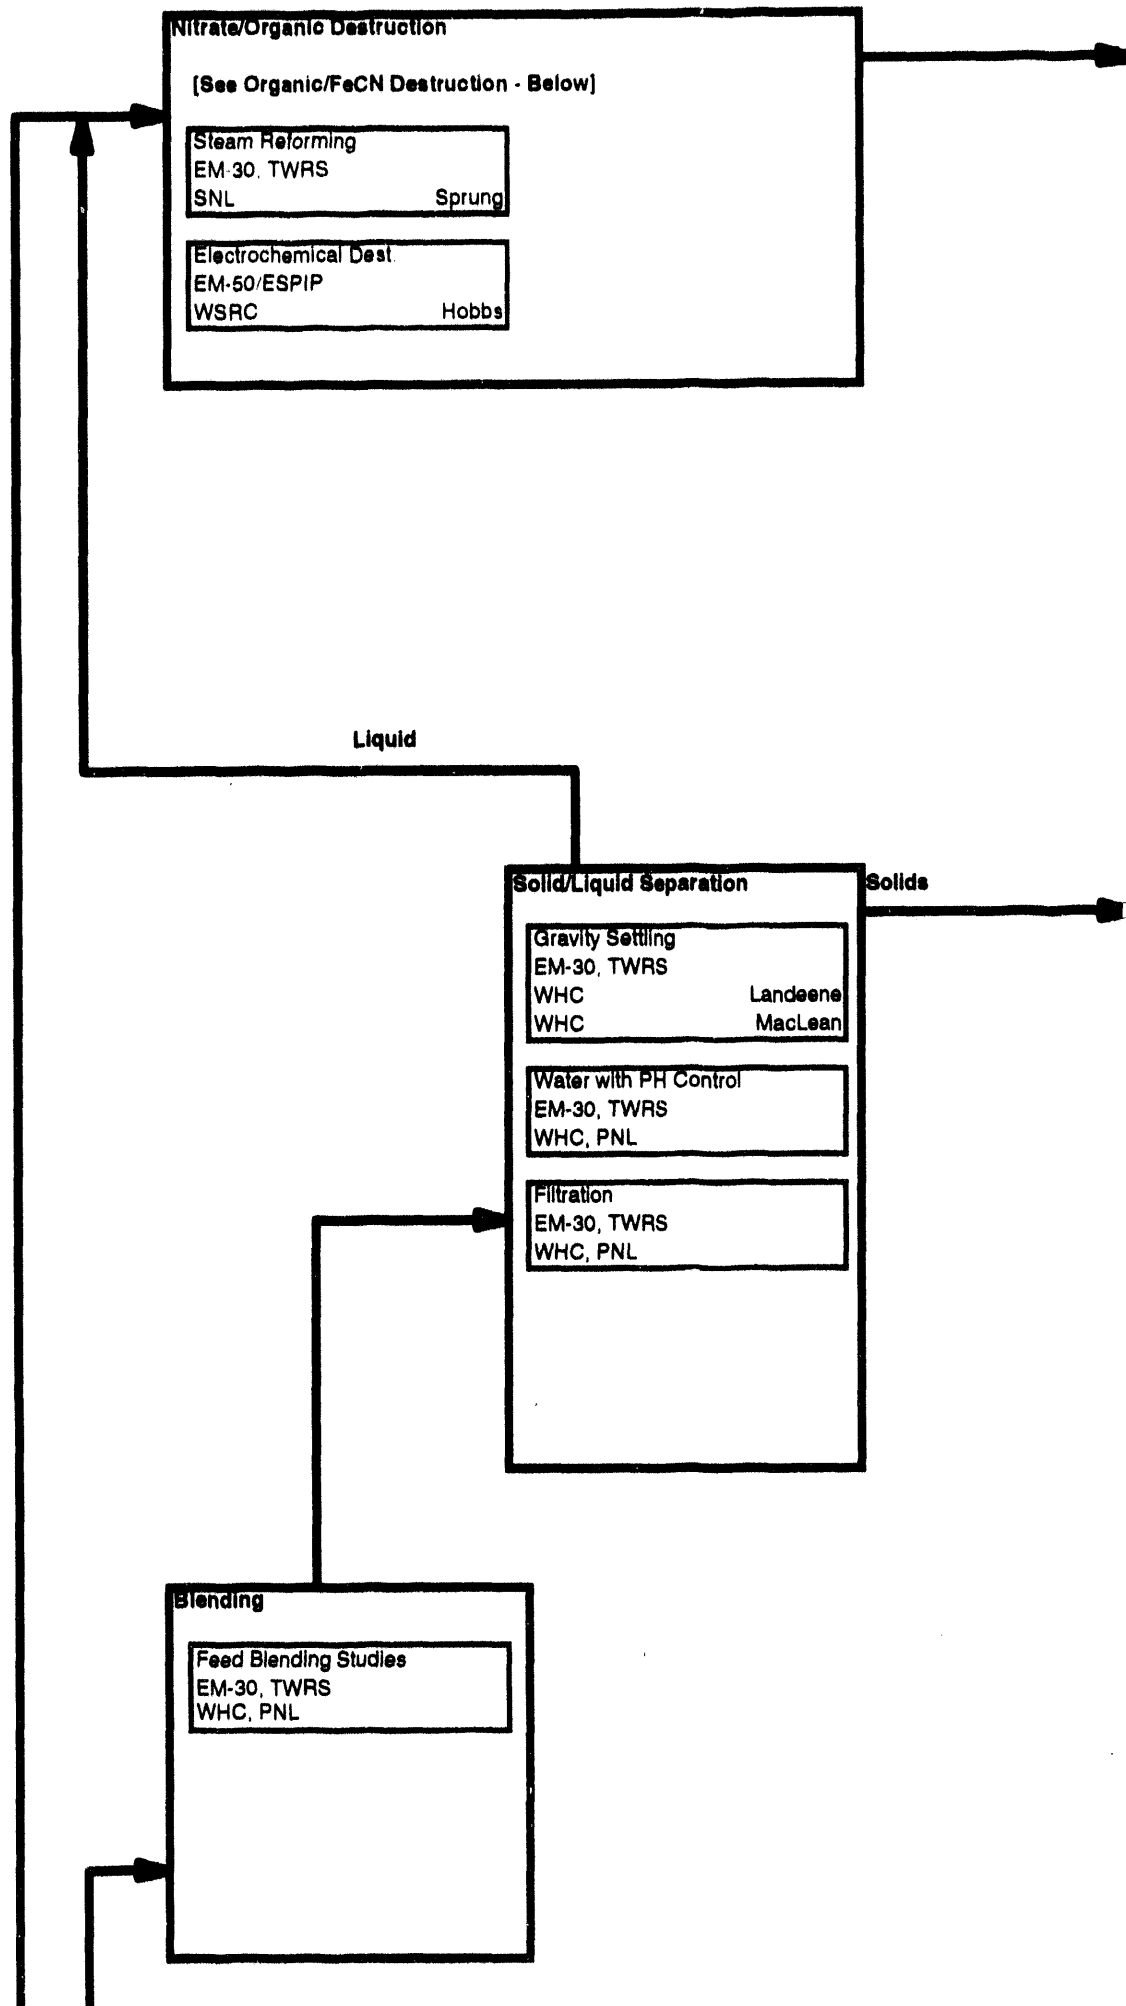 Nitrate/Organic Destruction
[See Organic/FeCN Destruction - Below]
Steam Reforming
EM-30, TWRS
SNL Sprung
Electrochemical Dest.
EM-50/ESPIP
WSRC Hobbs
Liquid
Solid/Liquid Separation
Solids
Gravity Settling
EM-30, TWRS
WHC Landeene
WHC MacLean
Water with PH Control
EM-30, TWRS
WHC, PNL
Filtration
EM-30, TWRS
WHC, PNL
Blending
Feed Blending Studies
EM-30, TWRS
WHC, PNL